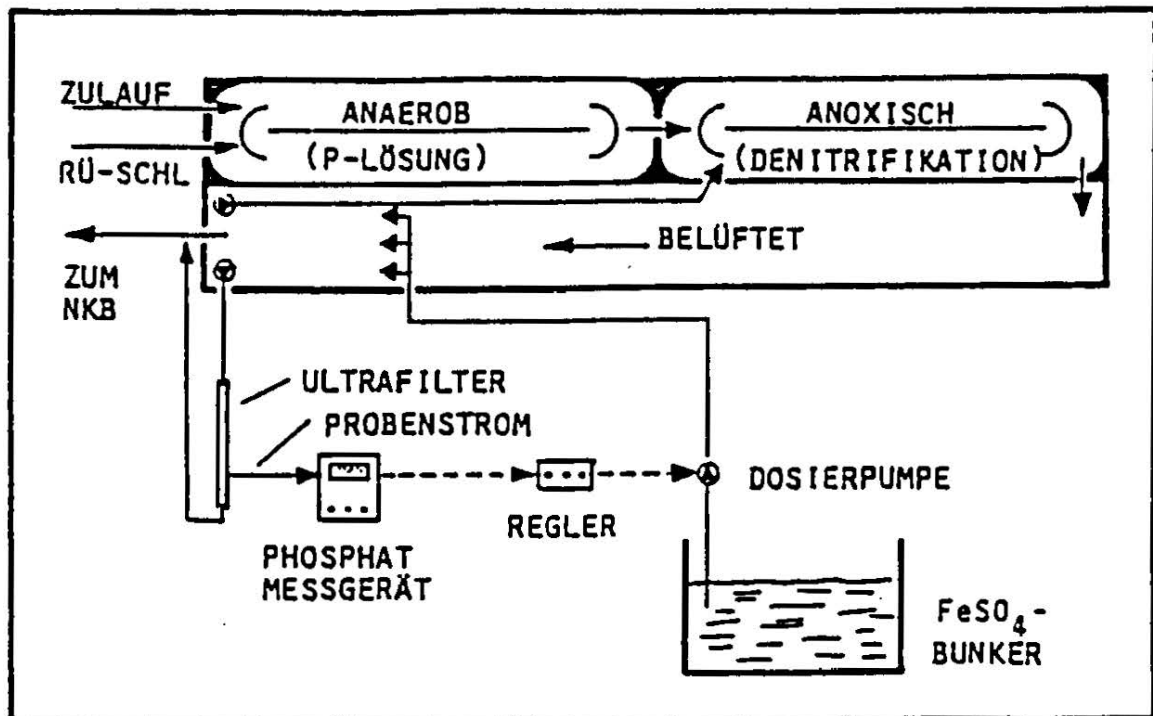 ZULAUF
ANAEROB
(P-LÖSUNG)
ANOXISCH
(DENITRIFIKATION)
RÜ-SCHL
BELÜFTET
ZUM
NKB
ULTRAFILTER
PROBENSTROM
PHOSPHAT
MESSGERÄT
REGLER
DOSIERPUMPE
FeSO₄-
BUNKER